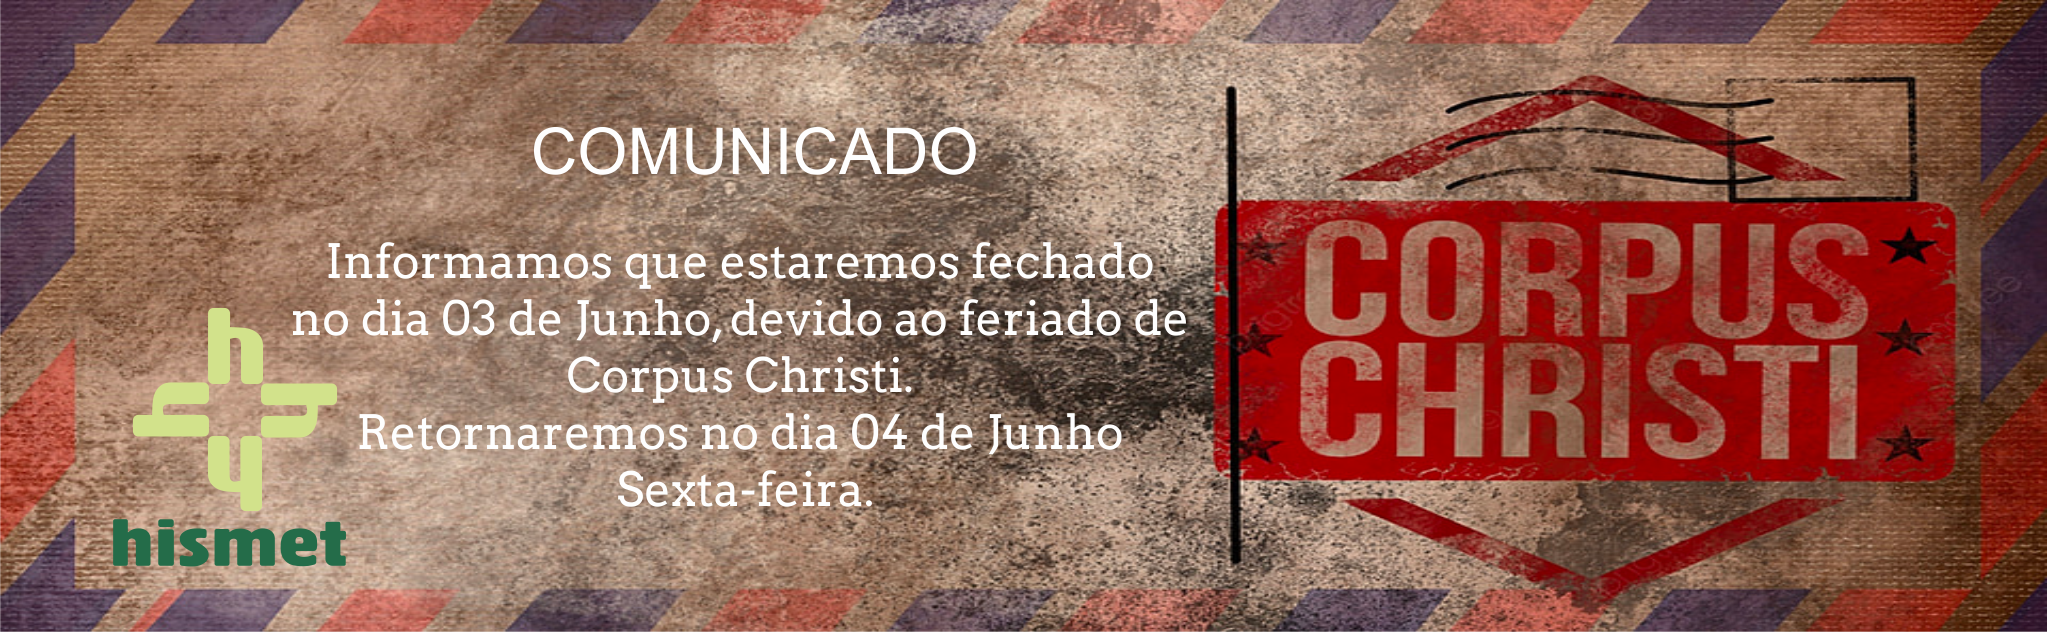 COMUNICADO
Informamos que estaremos fechado
no dia 03 de Junho, devido ao feriado de
Corpus Christi.
Retornaremos no dia 04 de Junho
Sexta-feira.
hismet
CORPUS
CHRISTI